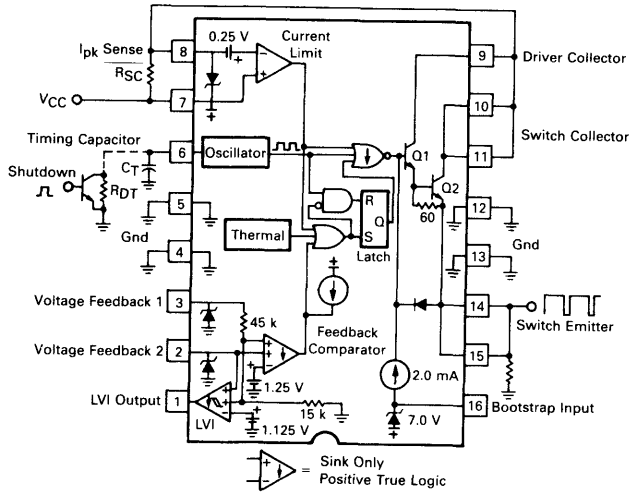 Ipk Sense
RSC
VCC
8
7
0.25 V
+
−
+
Current
Limit
9
Driver Collector
10
11
Switch Collector
Timing Capacitor
6
Oscillator
CT
Shutdown
RDT
5
4
Gnd
Thermal
R
Q
S
Latch
Q1
Q2
60
12
13
Gnd
Voltage Feedback 1
3
45 k
Voltage Feedback 2
2
+
+
−
Feedback
Comparator
1.25 V
LVI Output
1
LVI
+
+
−
1.125 V
15 k
14
Switch Emitter
15
2.0 mA
7.0 V
16
Bootstrap Input
+
−
= Sink Only
Positive True Logic